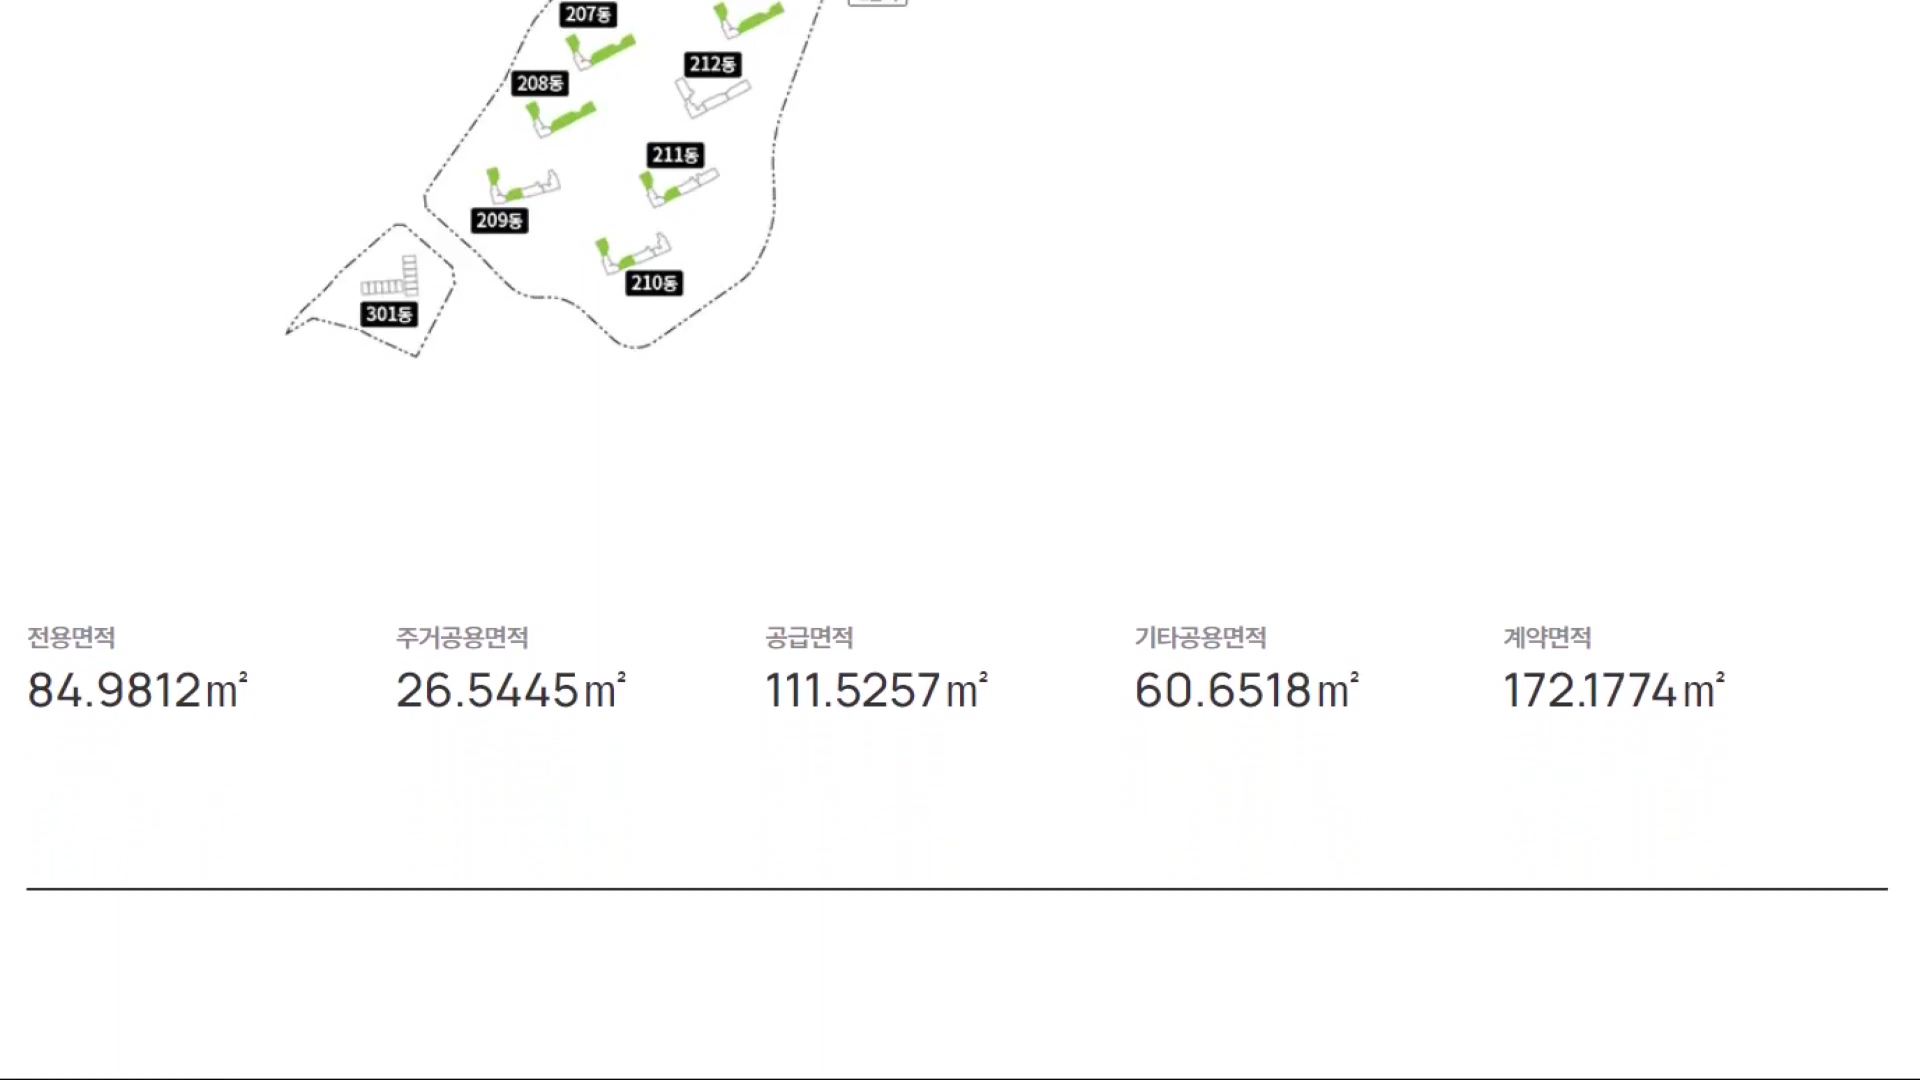 207동
212동
208동
211동
209동
210동
301동
전용면적
84.9812㎡
주거공용면적
26.5445㎡
공급면적
111.5257㎡
기타공용면적
60.6518㎡
계약면적
172.1774㎡